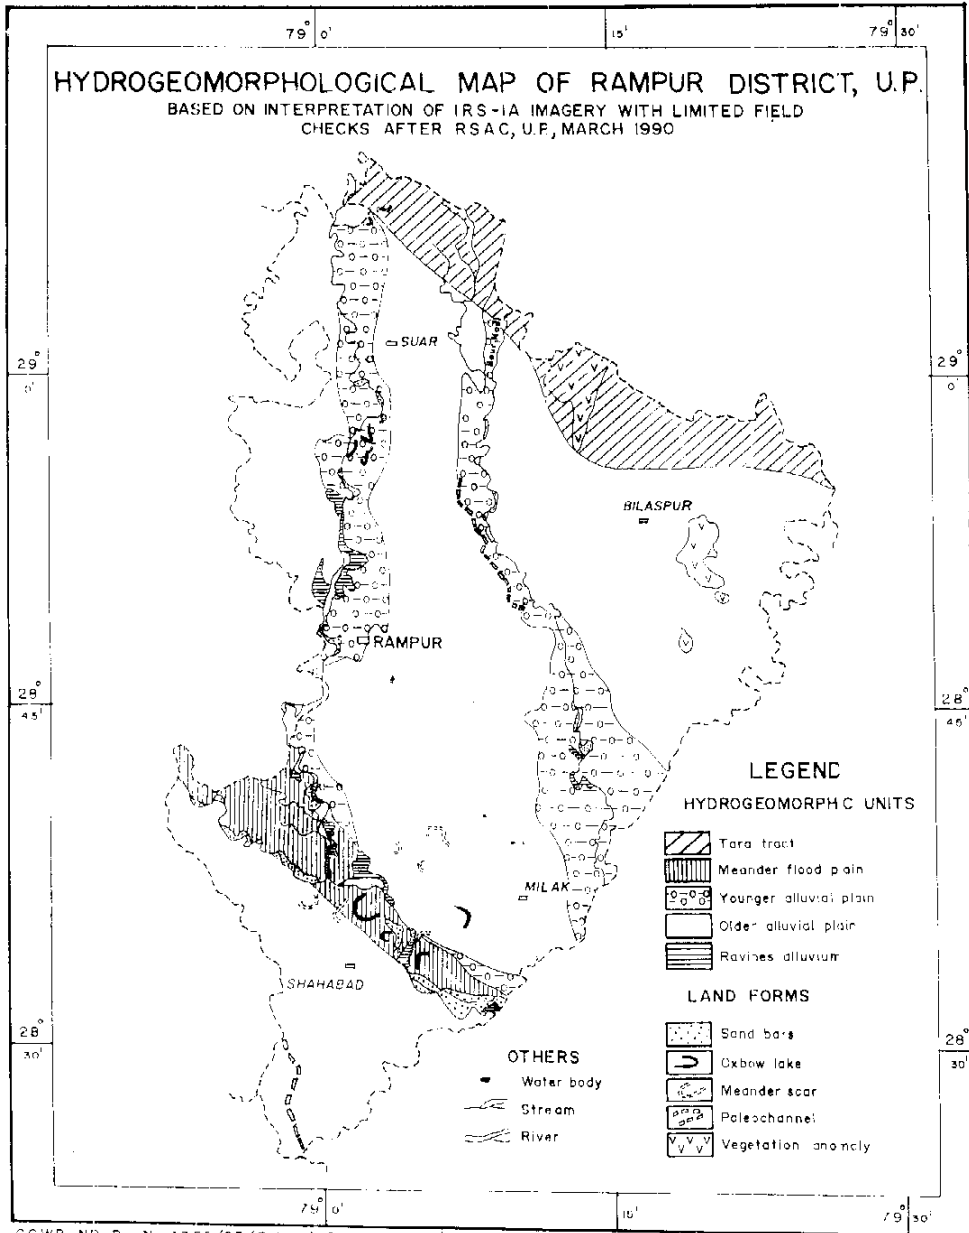 79° 0'
15'
79° 30'
HYDROGEOMORPHOLOGICAL MAP OF RAMPUR DISTRICT, U.P.
BASED ON INTERPRETATION OF IRS-IA IMAGERY WITH LIMITED FIELD
CHECKS AFTER RSAC, U.P., MARCH 1990
SUAR
29° 0'
29° 0'
BILASPUR
RAMPUR
28° 45'
28° 45'
LEGEND
HYDROGEOMORPHIC UNITS
Tara tract
Meander flood plain
Younger alluvial plain
MILAK
Older alluvial plain
Ravines alluvium
SHAHABAD
LAND FORMS
28° 30'
28° 30'
Sand bars
OTHERS
Oxbow lake
Water body
Meander scar
Stream
Paleochannel
River
Vegetation anomly
79° 0'
15'
79° 30'